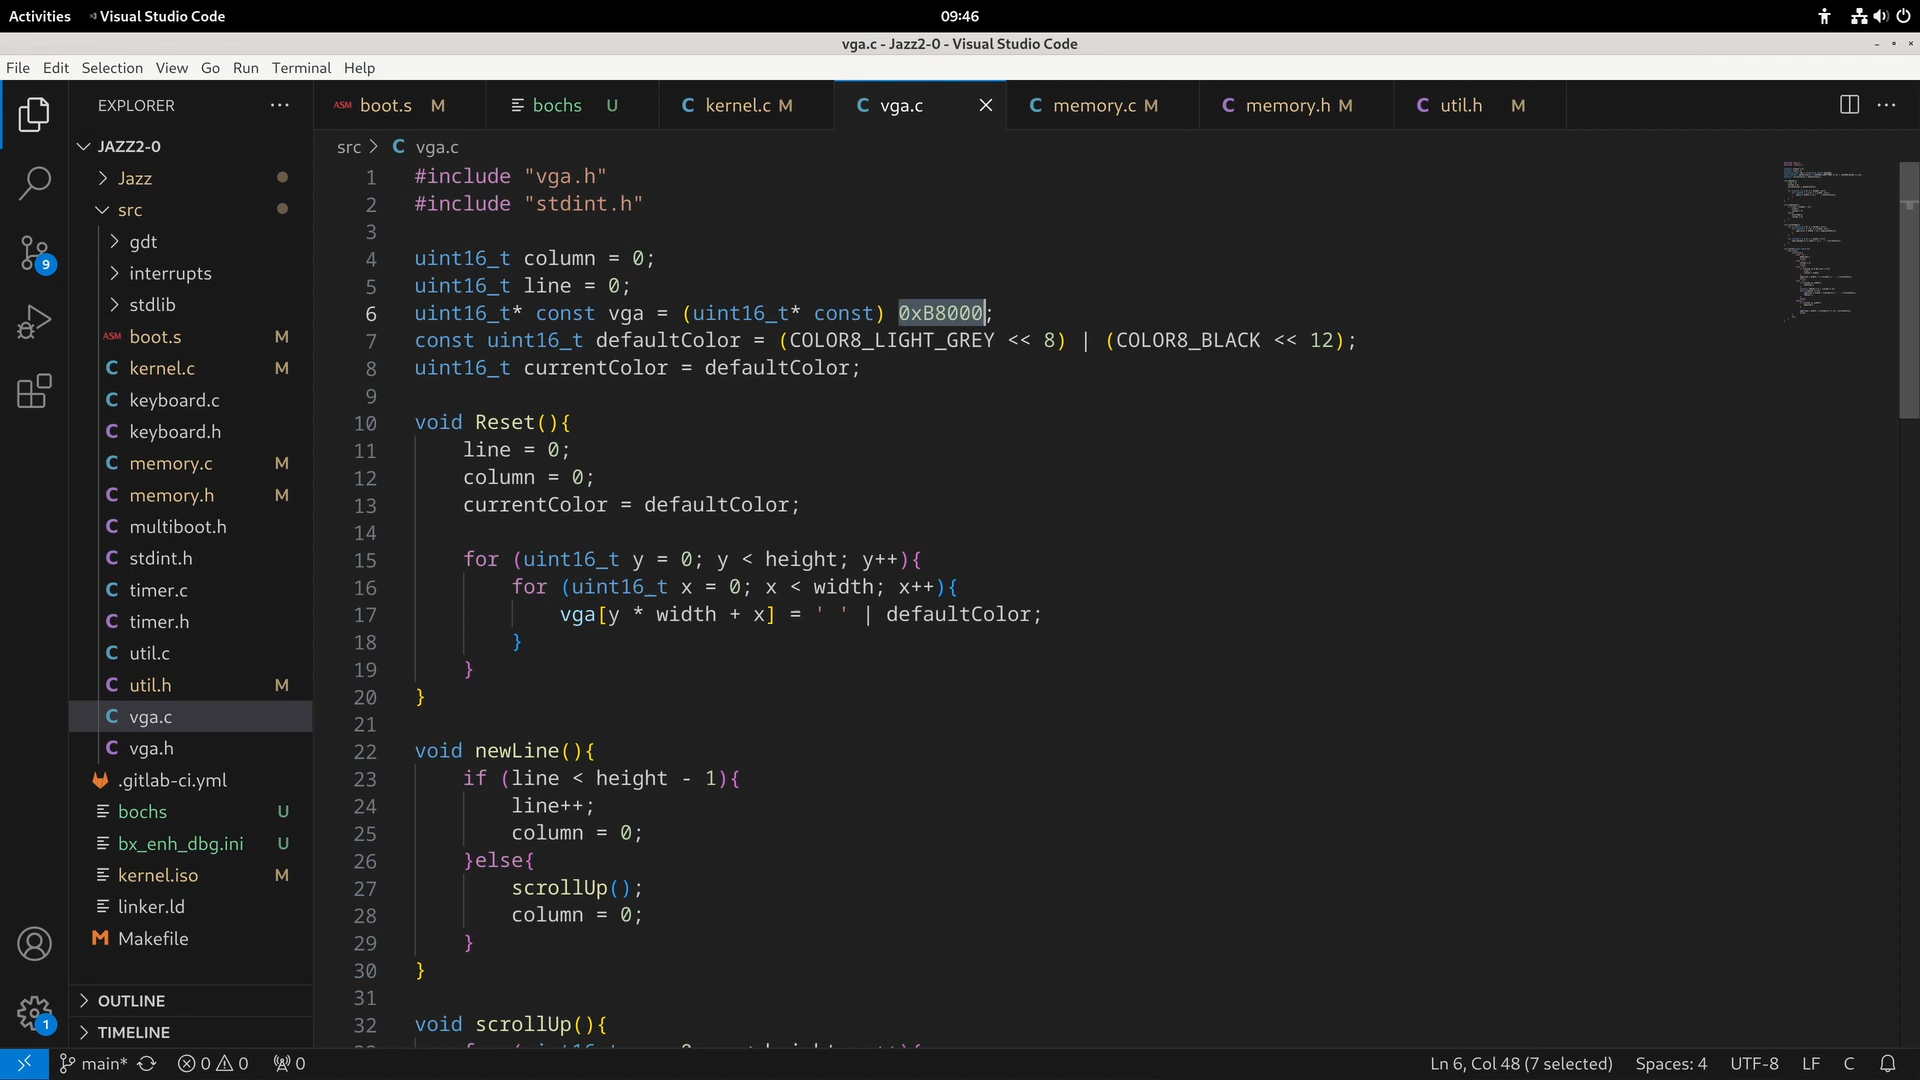 Activities
Visual Studio Code
09:46
vga.c - Jazz2-0 - Visual Studio Code
File Edit Selection View Go Run Terminal Help
EXPLORER
JAZZ2-0
Jazz
src
gdt
interrupts
stdlib
ASM boot.s M
C kernel.c M
C keyboard.c
C keyboard.h
C memory.c M
C memory.h M
C multiboot.h
C stdint.h
C timer.c
C timer.h
C util.c
C util.h M
C vga.c
C vga.h
.gitlab-ci.yml
bochs U
bx_enh_dbg.ini U
kernel.iso M
linker.ld
M Makefile
OUTLINE
TIMELINE
9
1
ASM boot.s M
bochs U
C kernel.c M
C vga.c
C memory.c M
C memory.h M
C util.h M
src > C vga.c
1 #include "vga.h"
2 #include "stdint.h"
3
4 uint16_t column = 0;
5 uint16_t line = 0;
6 uint16_t* const vga = (uint16_t* const) 0xB8000;
7 const uint16_t defaultColor = (COLOR8_LIGHT_GREY << 8) | (COLOR8_BLACK << 12);
8 uint16_t currentColor = defaultColor;
9
10 void Reset(){
11 line = 0;
12 column = 0;
13 currentColor = defaultColor;
14
15 for (uint16_t y = 0; y < height; y++){
16 for (uint16_t x = 0; x < width; x++){
17 vga[y * width + x] = ' ' | defaultColor;
18 }
19 }
20 }
21
22 void newLine(){
23 if (line < height - 1){
24 line++;
25 column = 0;
26 }else{
27 scrollUp();
28 column = 0;
29 }
30 }
31
32 void scrollUp(){
main* 0 0 0
Ln 6, Col 48 (7 selected) Spaces: 4 UTF-8 LF C